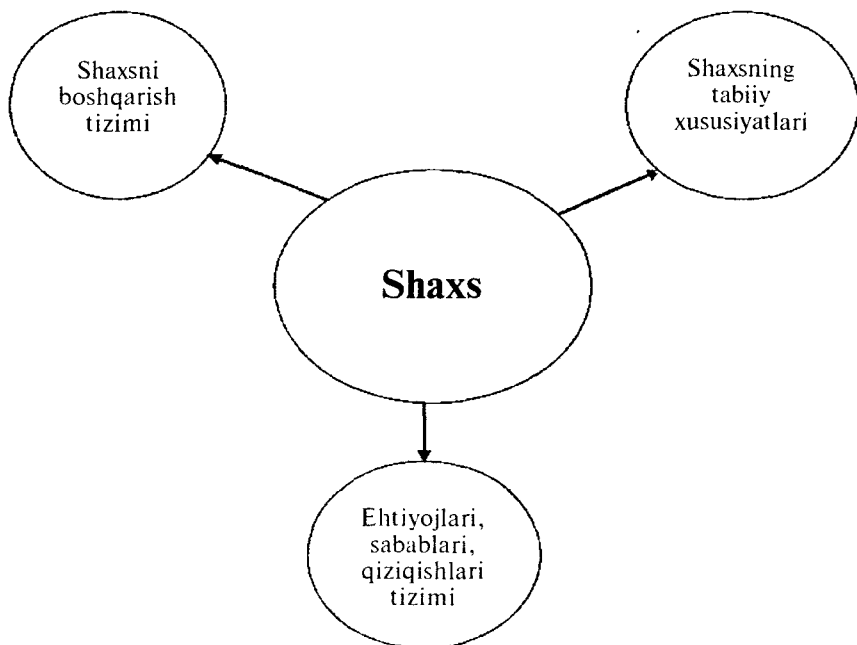 Shaxsni
boshqarish
tizimi
Shaxsning
tabiiy
xususiyatlari
Shaxs
Ehtiyojlari,
sabablari,
qiziqishlari
tizimi